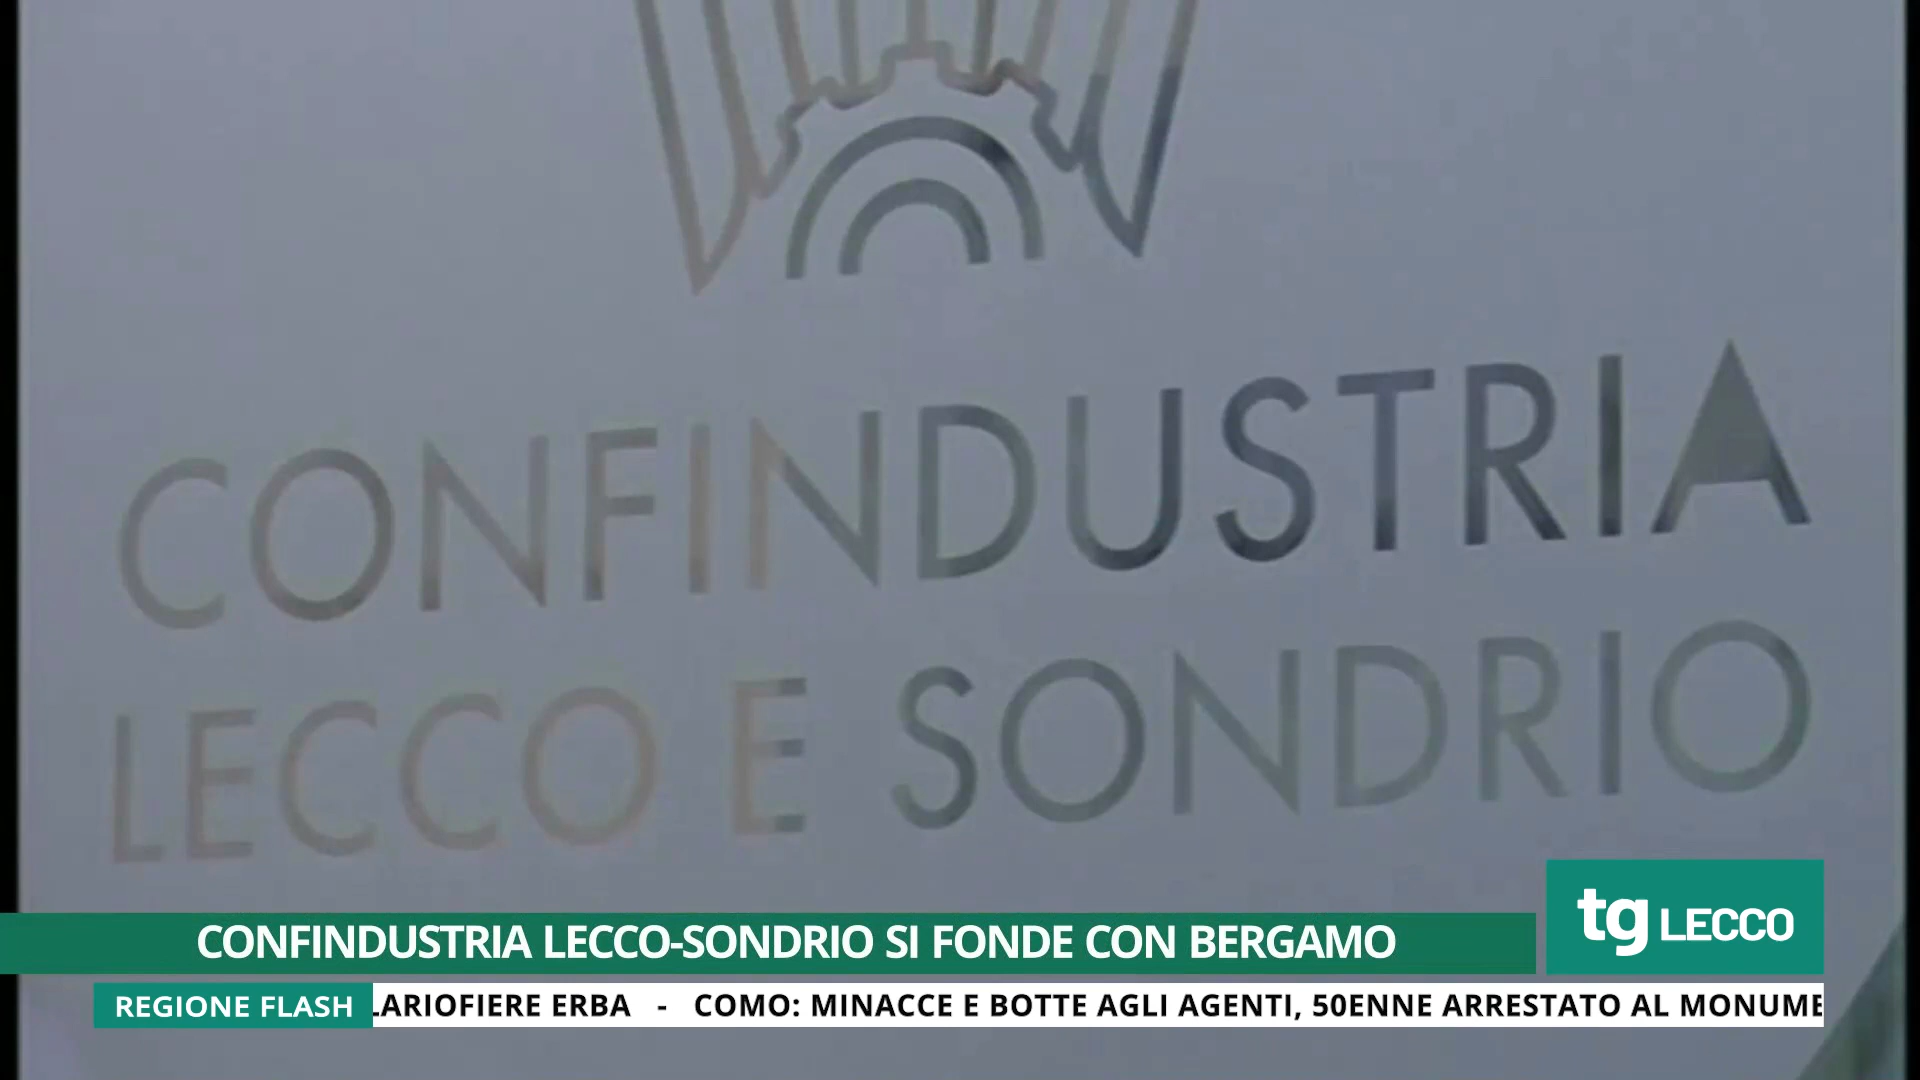 CONFINDUSTRIA
LECCO E SONDRIO
CONFINDUSTRIA LECCO-SONDRIO SI FONDE CON BERGAMO
tg LECCO
REGIONE FLASH
LARIOFIERE ERBA - COMO: MINACCE E BOTTE AGLI AGENTI, 50ENNE ARRESTATO AL MONUME